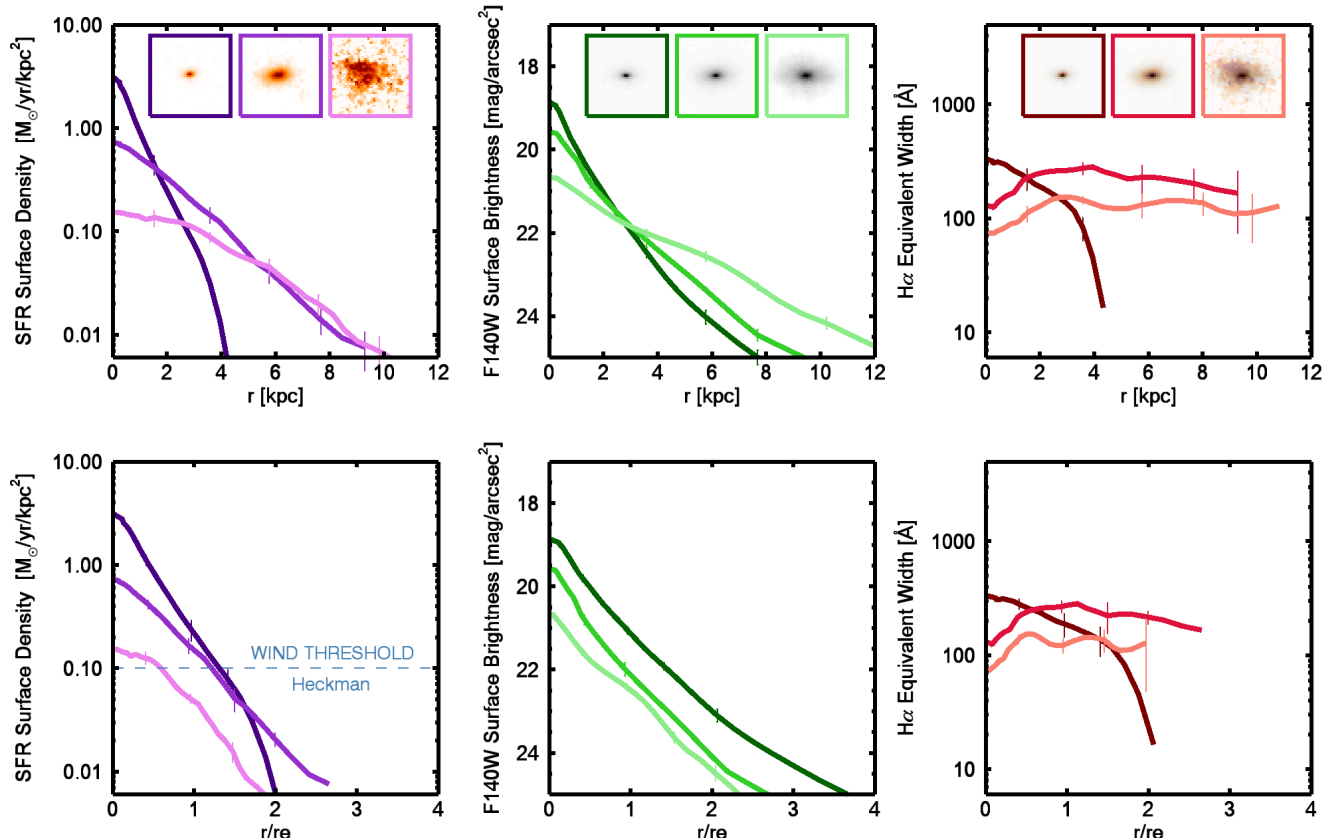 SFR Surface Density [M☉/yr/kpc²]
10.00
1.00
0.10
0.01
0 2 4 6 8 10 12
r [kpc]
F140W Surface Brightness [mag/arcsec²]
18
20
22
24
0 2 4 6 8 10 12
r [kpc]
Hα Equivalent Width [Å]
1000
100
10
0 2 4 6 8 10 12
r [kpc]
SFR Surface Density [M☉/yr/kpc²]
10.00
1.00
0.10
0.01
WIND THRESHOLD
Heckman
0 1 2 3 4
r/re
F140W Surface Brightness [mag/arcsec²]
18
20
22
24
0 1 2 3 4
r/re
Hα Equivalent Width [Å]
1000
100
10
0 1 2 3 4
r/re